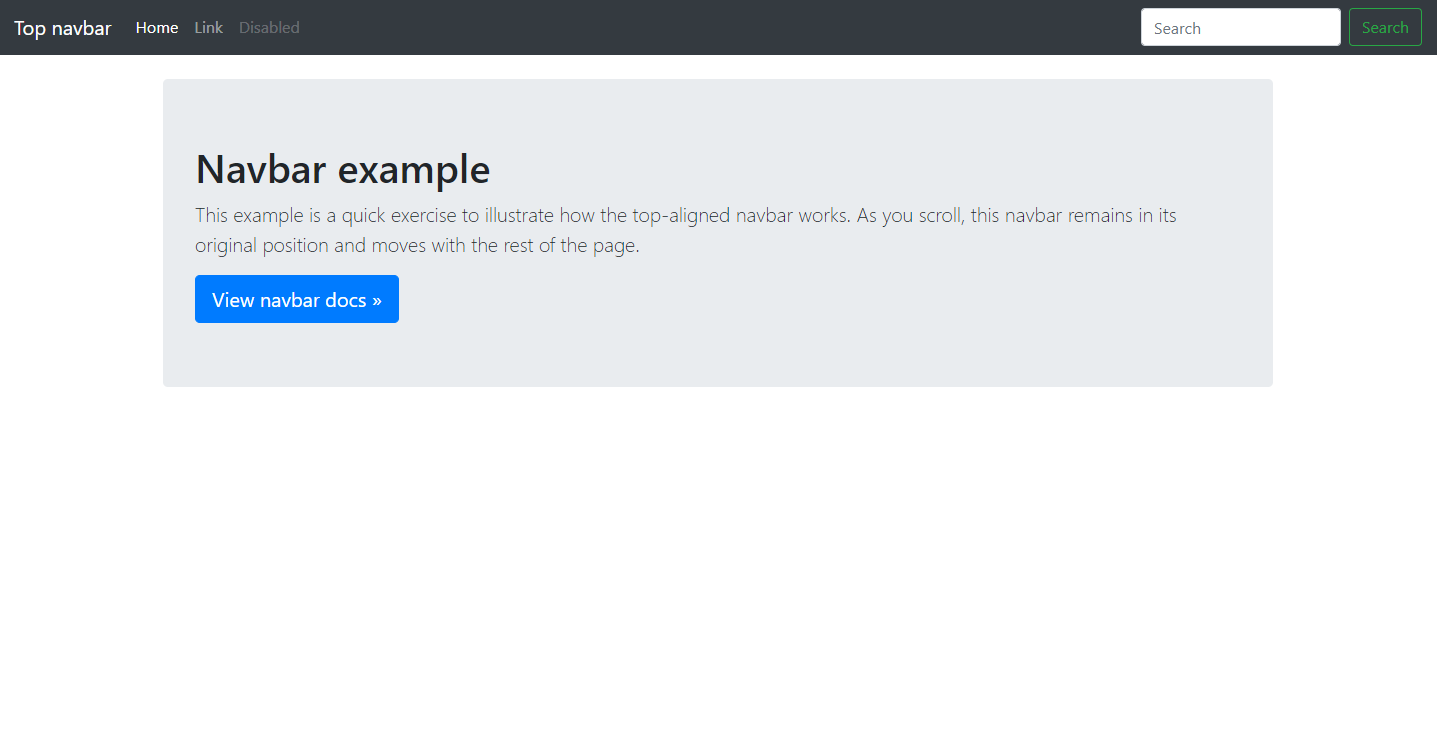 Top navbar Home Link Disabled Search Search
Navbar example
This example is a quick exercise to illustrate how the top-aligned navbar works. As you scroll, this navbar remains in its
original position and moves with the rest of the page.
View navbar docs »